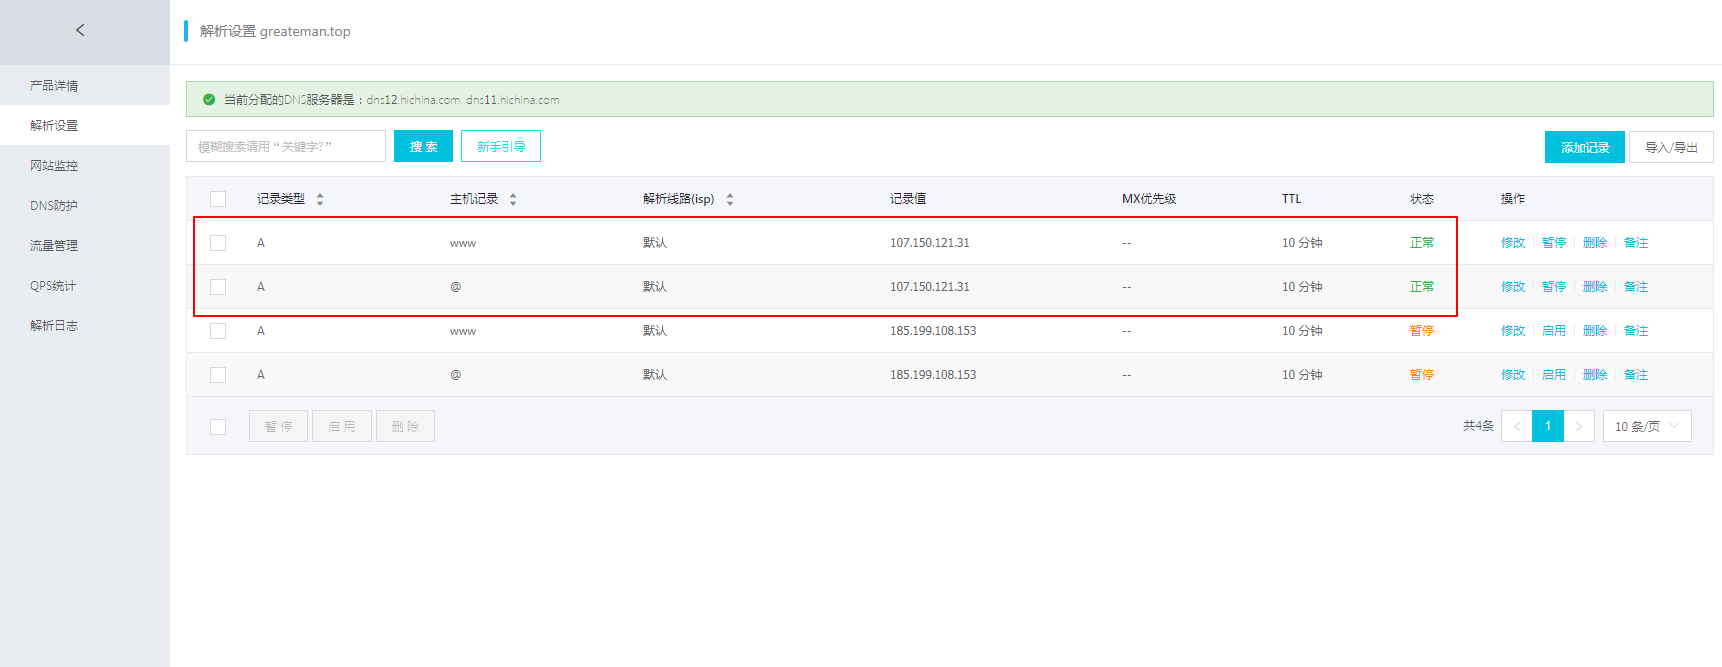 解析设置 greateman.top
产品详情
解析设置
网站监控
DNS防护
流量管理
QPS统计
解析日志
当前分配的DNS服务器是：dns12.hichina.com, dns11.hichina.com
模糊搜索请用“关键字?” 搜 索 新手引导 添加记录 导入/导出
记录类型 主机记录 解析线路(isp) 记录值 MX优先级 TTL 状态 操作
A www 默认 107.150.121.31 -- 10 分钟 正常 修改 暂停 删除 备注
A @ 默认 107.150.121.31 -- 10 分钟 正常 修改 暂停 删除 备注
A www 默认 185.199.108.153 -- 10 分钟 暂停 修改 启用 删除 备注
A @ 默认 185.199.108.153 -- 10 分钟 暂停 修改 启用 删除 备注
暂 停 启 用 删 除 共4条 < 1 > 10 条/页